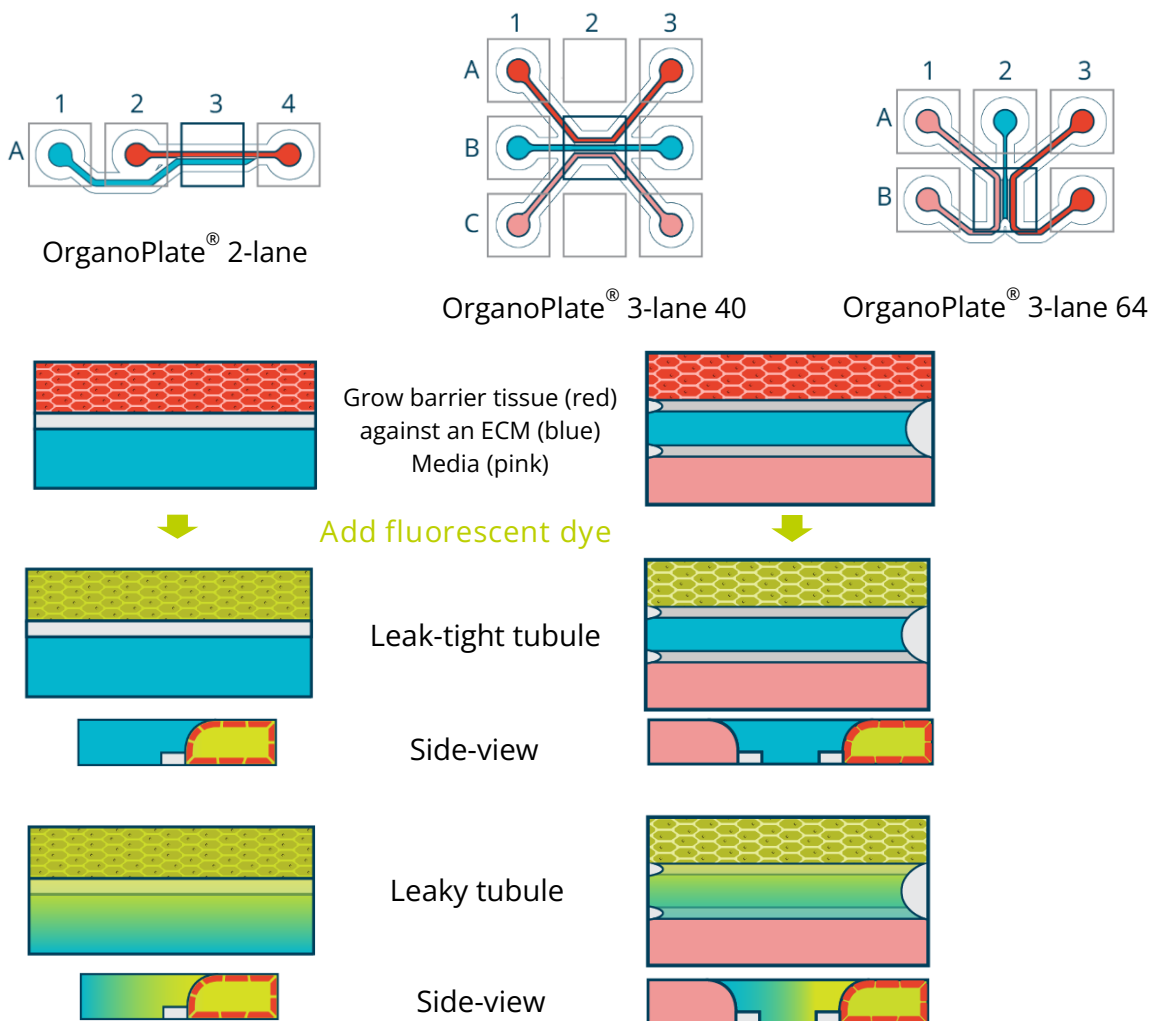 1 2 3 4
A
OrganoPlate® 2-lane
1 2 3
A
B
C
OrganoPlate® 3-lane 40
1 2 3
A
B
OrganoPlate® 3-lane 64
Grow barrier tissue (red)
against an ECM (blue)
Media (pink)
Add fluorescent dye
Leak-tight tubule
Side-view
Leaky tubule
Side-view